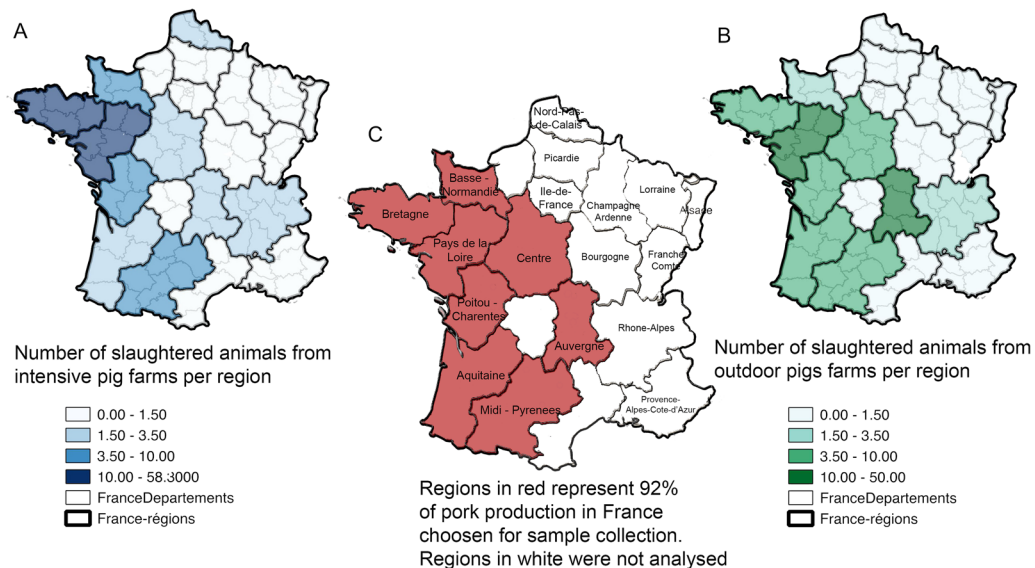 A
Number of slaughtered animals from
intensive pig farms per region
0.00 - 1.50
1.50 - 3.50
3.50 - 10.00
10.00 - 58.3000
FranceDepartements
France-régions
C
Nord-Pas-
de-Calais
Picardie
Basse -
Normandie
Ile-de-
France
Lorraine
Champagne
Ardenne
Alsace
Bretagne
Pays de la
Loire
Centre
Bourgogne
Franche
Comte
Poitou -
Charentes
Rhone-Alpes
Auvergne
Aquitaine
Midi - Pyrenees
Provence-
Alpes-Cote-d'Azur
Regions in red represent 92%
of pork production in France
choosen for sample collection.
Regions in white were not analysed
B
Number of slaughtered animals from
outdoor pigs farms per region
0.00 - 1.50
1.50 - 3.50
3.50 - 10.00
10.00 - 50.00
FranceDepartements
France-régions